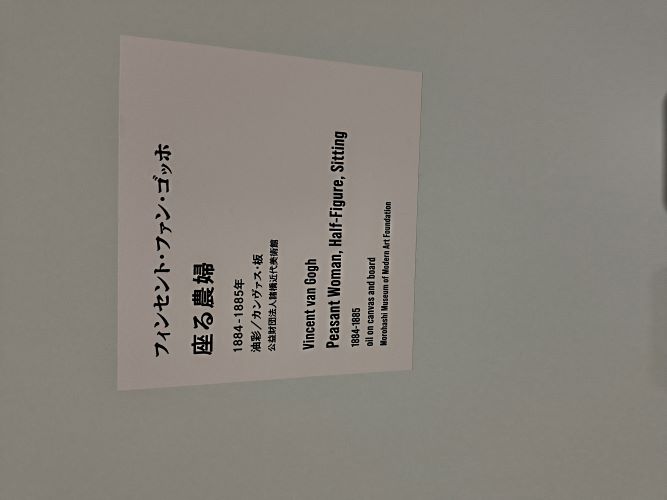 フィンセント・ファン・ゴッホ
座る農婦
1884-1885年
油彩／カンヴァス・板
公益財団法人諸橋近代美術館
Vincent van Gogh
Peasant Woman, Half-Figure, Sitting
1884-1885
oil on canvas and board
Morohashi Museum of Modern Art Foundation